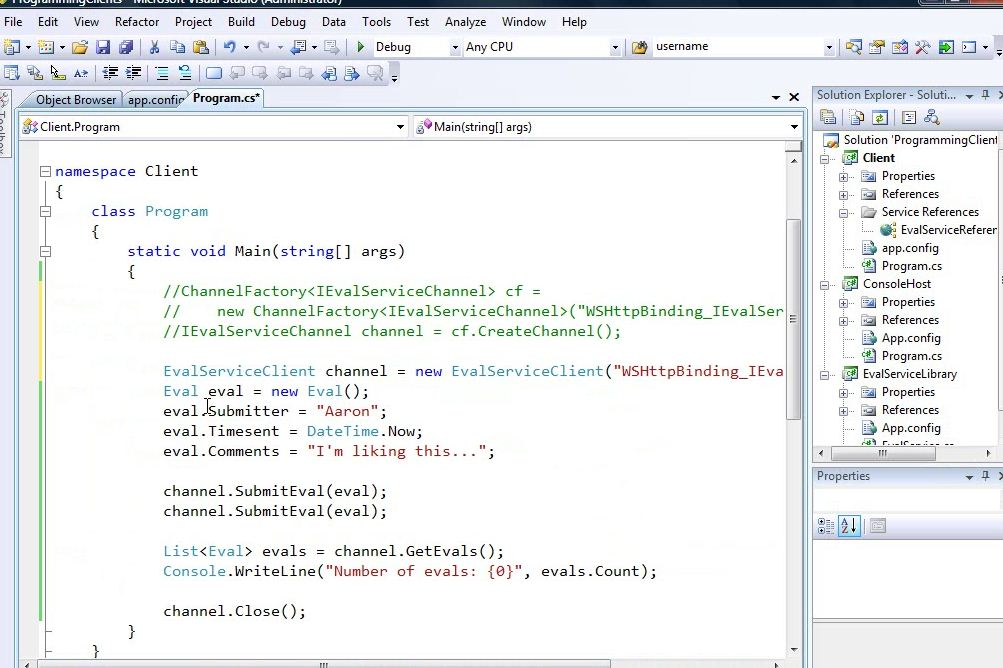 ProgrammingClients - Microsoft Visual Studio (Administrator)
File Edit View Refactor Project Build Debug Data Tools Test Analyze Window Help
Debug Any CPU username
Object Browser app.config Program.cs*
Client.Program Main(string[] args)
namespace Client
{
class Program
{
static void Main(string[] args)
{
//ChannelFactory<IEvalServiceChannel> cf =
// new ChannelFactory<IEvalServiceChannel>("WSHttpBinding_IEvalSer
//IEvalServiceChannel channel = cf.CreateChannel();
EvalServiceClient channel = new EvalServiceClient("WSHttpBinding_IEva
Eval eval = new Eval();
eval.Submitter = "Aaron";
eval.Timesent = DateTime.Now;
eval.Comments = "I'm liking this...";
channel.SubmitEval(eval);
channel.SubmitEval(eval);
List<Eval> evals = channel.GetEvals();
Console.WriteLine("Number of evals: {0}", evals.Count);
channel.Close();
}
}
Toolbox
Solution Explorer - Soluti...
Solution 'ProgrammingClient
Client
Properties
References
Service References
EvalServiceReferen
app.config
Program.cs
ConsoleHost
Properties
References
App.config
Program.cs
EvalServiceLibrary
Properties
References
App.config
EvalService.cs
Properties